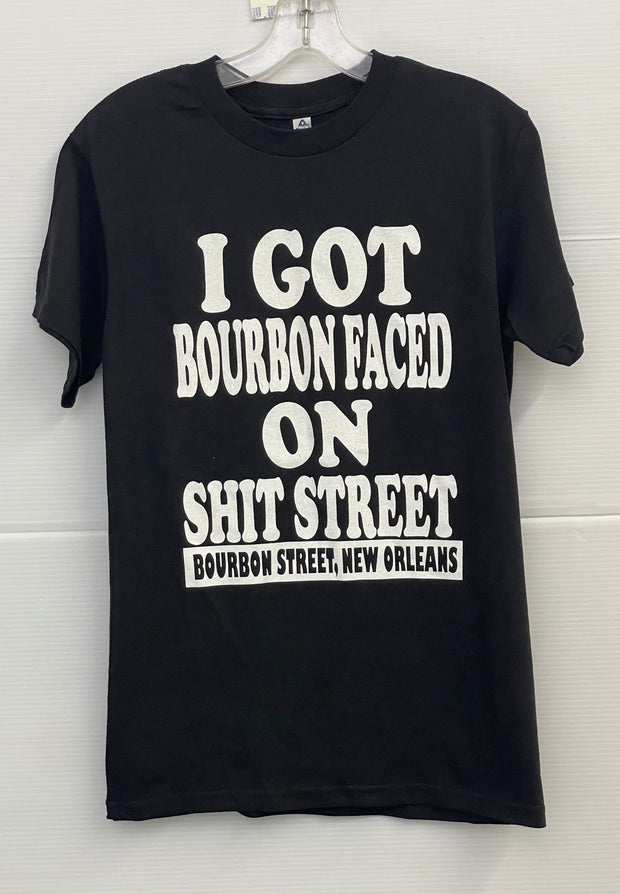 I GOT
BOURBON FACED
ON
SHIT STREET
BOURBON STREET, NEW ORLEANS